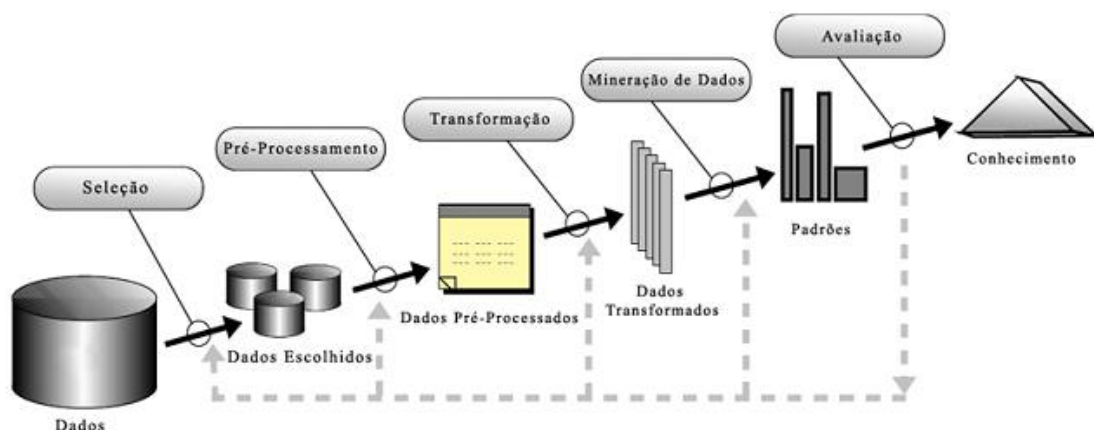 Avaliação
Mineração de Dados
Transformação
Pré-Processamento
Seleção
Conhecimento
Padrões
Dados
Transformados
Dados Pré-Processados
Dados Escolhidos
Dados